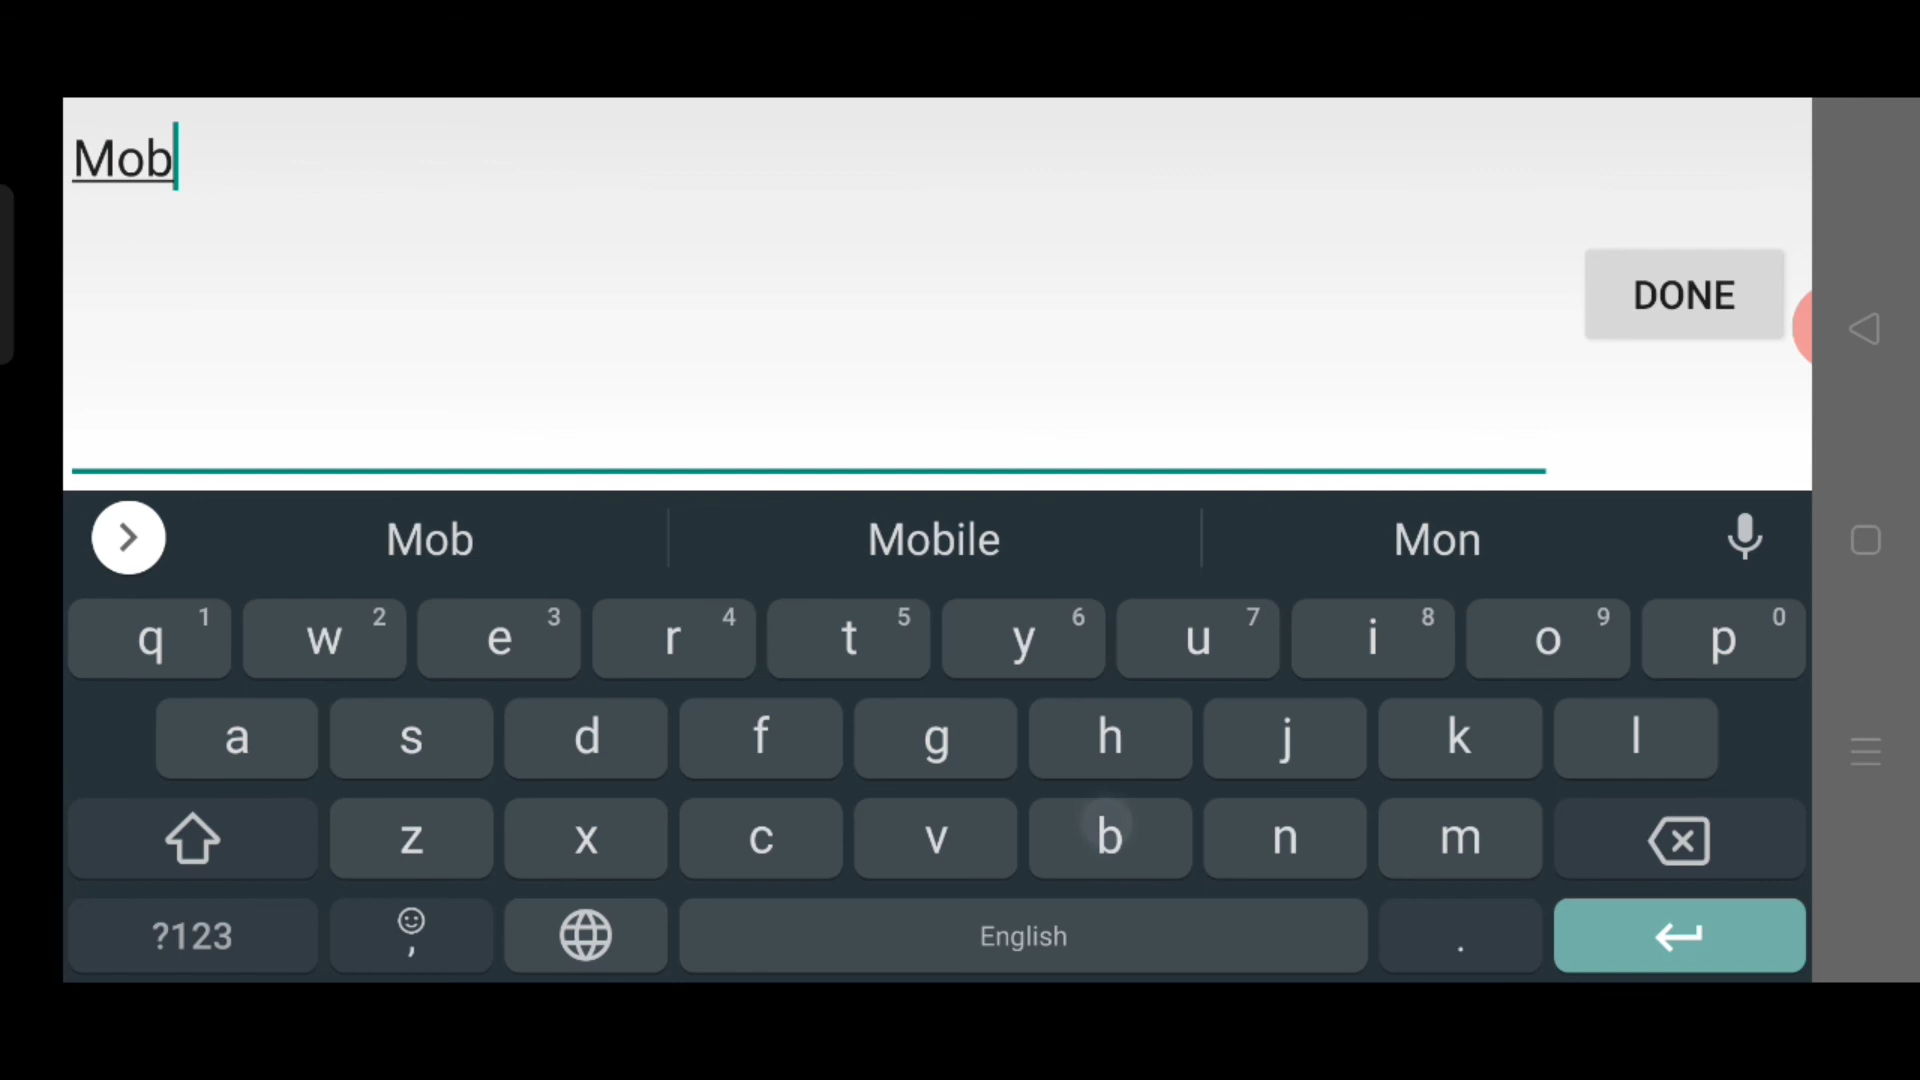 Mob
DONE
Mob Mobile Mon
q 1 w 2 e 3 r 4 t 5 y 6 u 7 i 8 o 9 p 0
a s d f g h j k l
z x c v b n m
?123 , English .